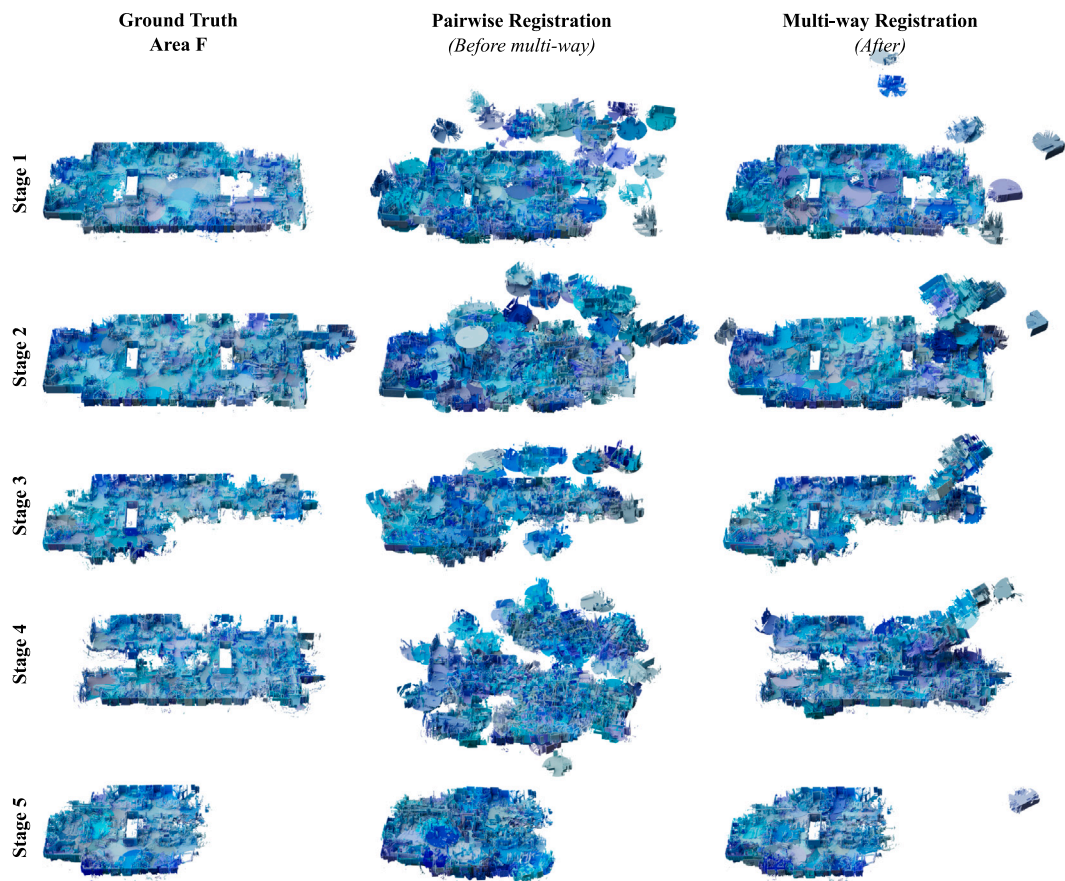 Ground Truth
Area F
Pairwise Registration
(Before multi-way)
Multi-way Registration
(After)
Stage 1
Stage 2
Stage 3
Stage 4
Stage 5